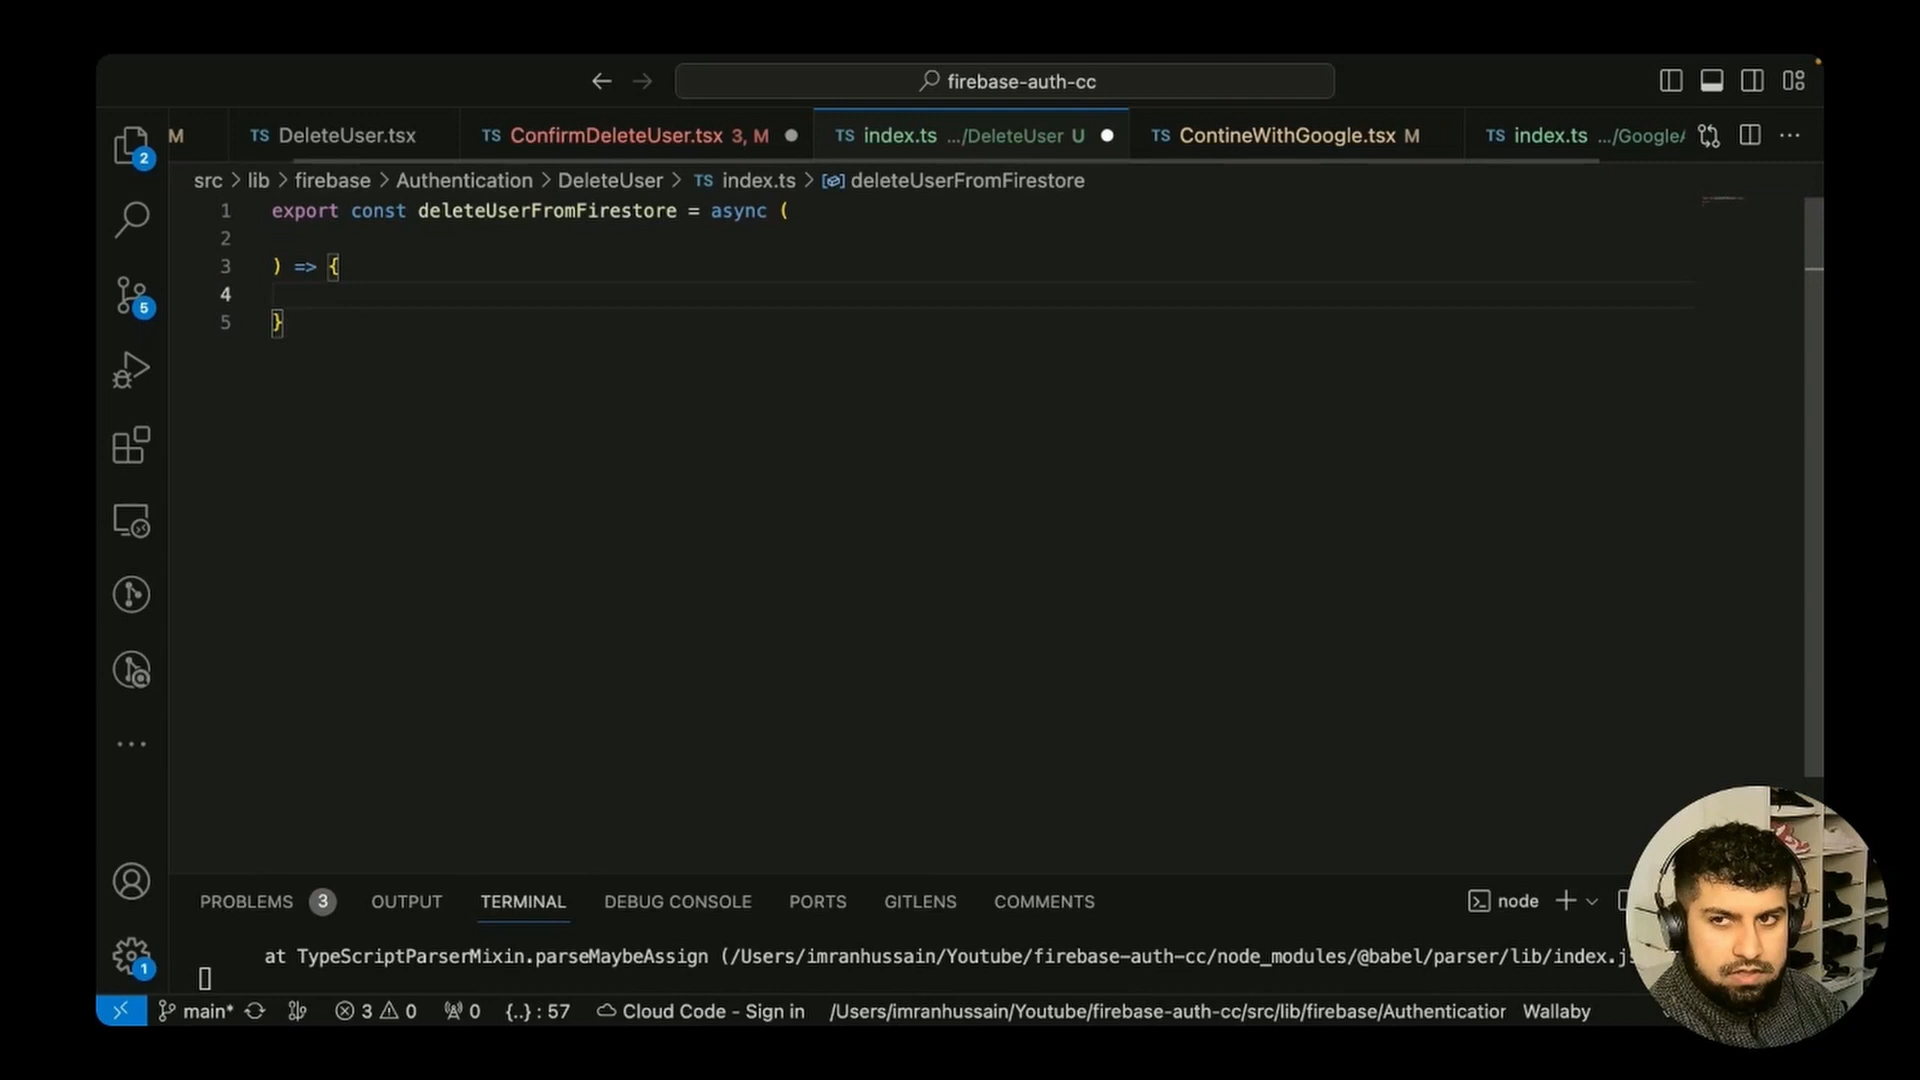 firebase-auth-cc
M
TS DeleteUser.tsx
TS ConfirmDeleteUser.tsx 3, M
TS index.ts .../DeleteUser U
TS ContineWithGoogle.tsx M
TS index.ts .../Google
src > lib > firebase > Authentication > DeleteUser > TS index.ts > deleteUserFromFirestore
1 export const deleteUserFromFirestore = async (
2
3 ) => {
4
5 }
2
5
1
PROBLEMS 3 OUTPUT TERMINAL DEBUG CONSOLE PORTS GITLENS COMMENTS
node
at TypeScriptParserMixin.parseMaybeAssign (/Users/imranhussain/Youtube/firebase-auth-cc/node_modules/@babel/parser/lib/index.j
main* 3 0 0 {..} : 57 Cloud Code - Sign in /Users/imranhussain/Youtube/firebase-auth-cc/src/lib/firebase/Authenticatior Wallaby